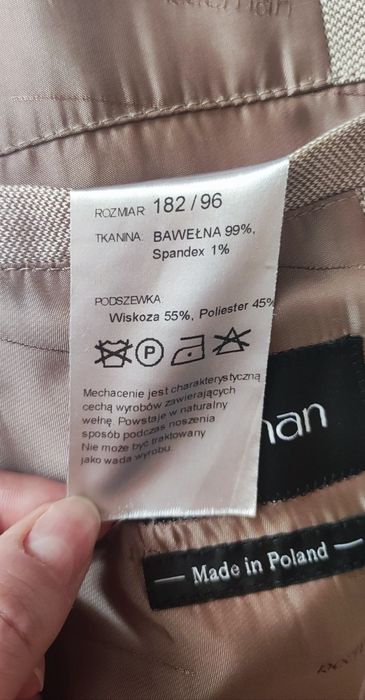 ROZMIAR 182/96
TKANINA: BAWEŁNA 99%,
Spandex 1%
PODSZEWKA:
Wiskoza 55%, Poliester 45%
P
Mechacenie jest charakterystyczną
cechą wyrobów zawierających
wełnę. Powstaje w naturalny
sposób podczas noszenia
Nie może być traktowany
jako wada wyrobu.
man
Made in Poland